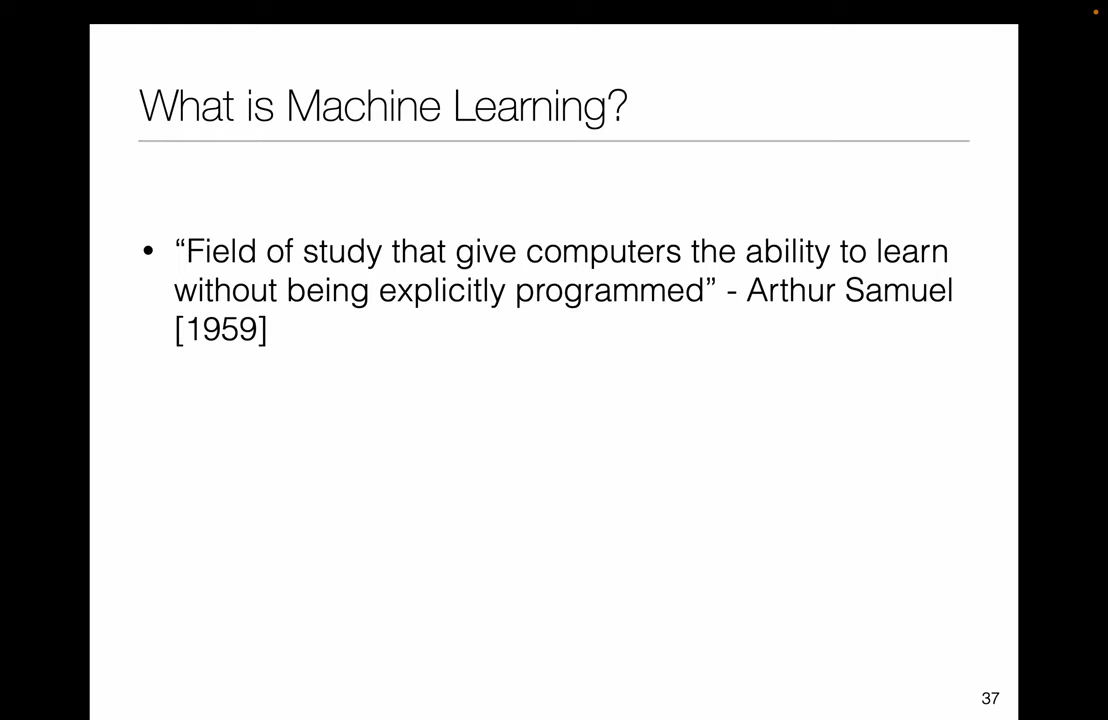 What is Machine Learning?
• “Field of study that give computers the ability to learn
without being explicitly programmed” - Arthur Samuel
[1959]
37